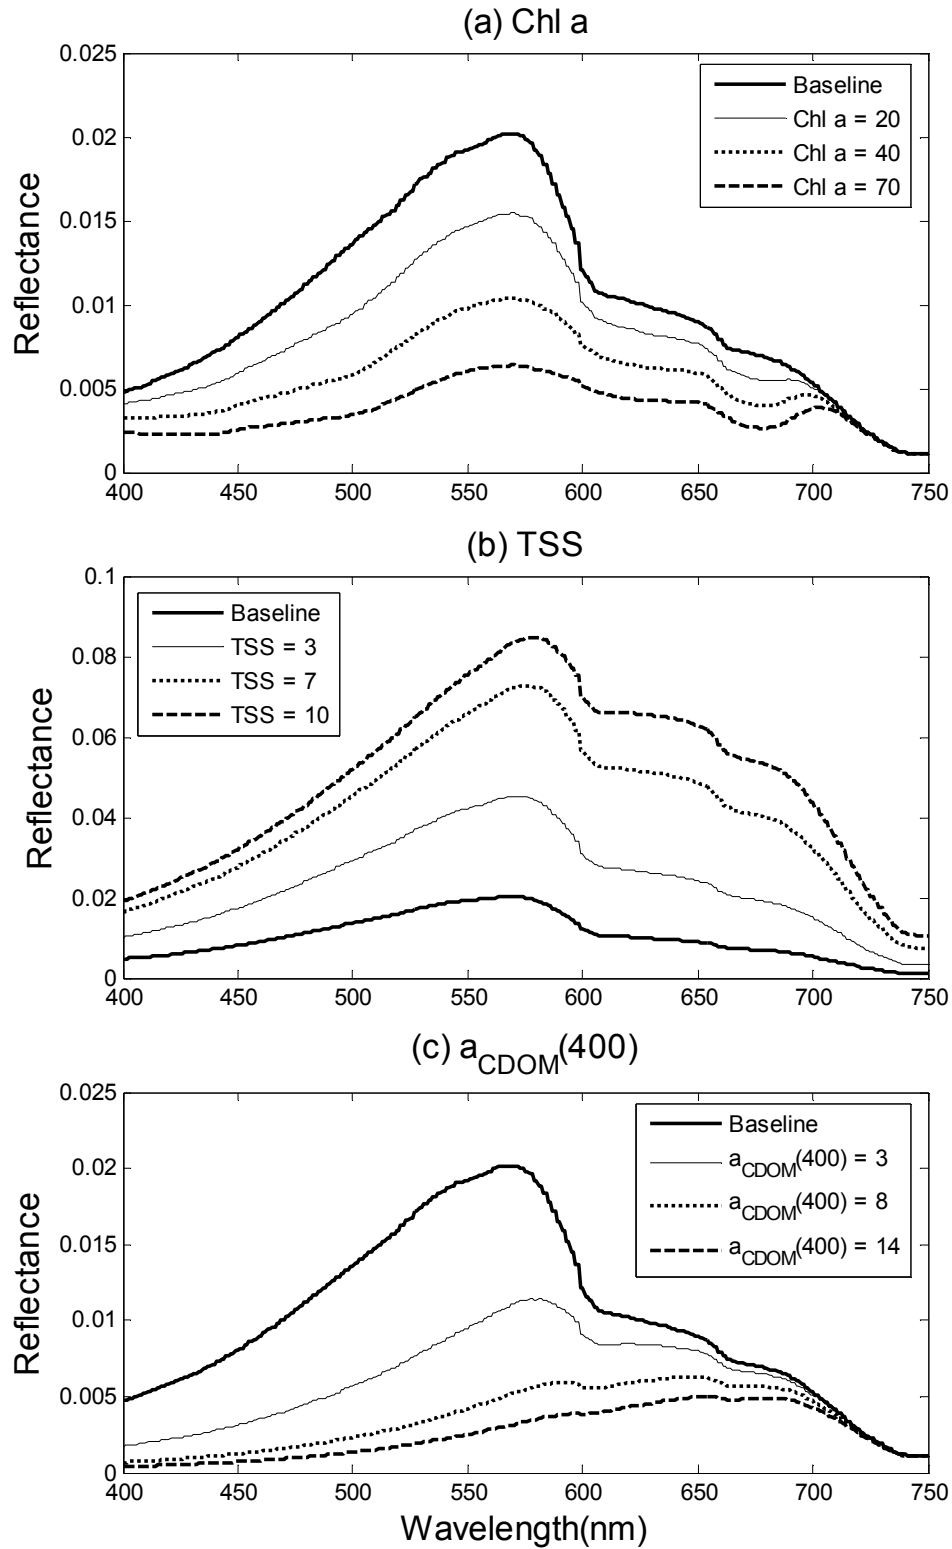 (a) Chl a
0.025
0.02
0.015
0.01
0.005
0
Reflectance
Baseline
Chl a = 20
Chl a = 40
Chl a = 70
400 450 500 550 600 650 700 750
(b) TSS
0.1
0.08
0.06
0.04
0.02
0
Reflectance
Baseline
TSS = 3
TSS = 7
TSS = 10
400 450 500 550 600 650 700 750
(c) aCDOM(400)
0.025
0.02
0.015
0.01
0.005
0
Reflectance
Baseline
aCDOM(400) = 3
aCDOM(400) = 8
aCDOM(400) = 14
400 450 500 550 600 650 700 750
Wavelength(nm)